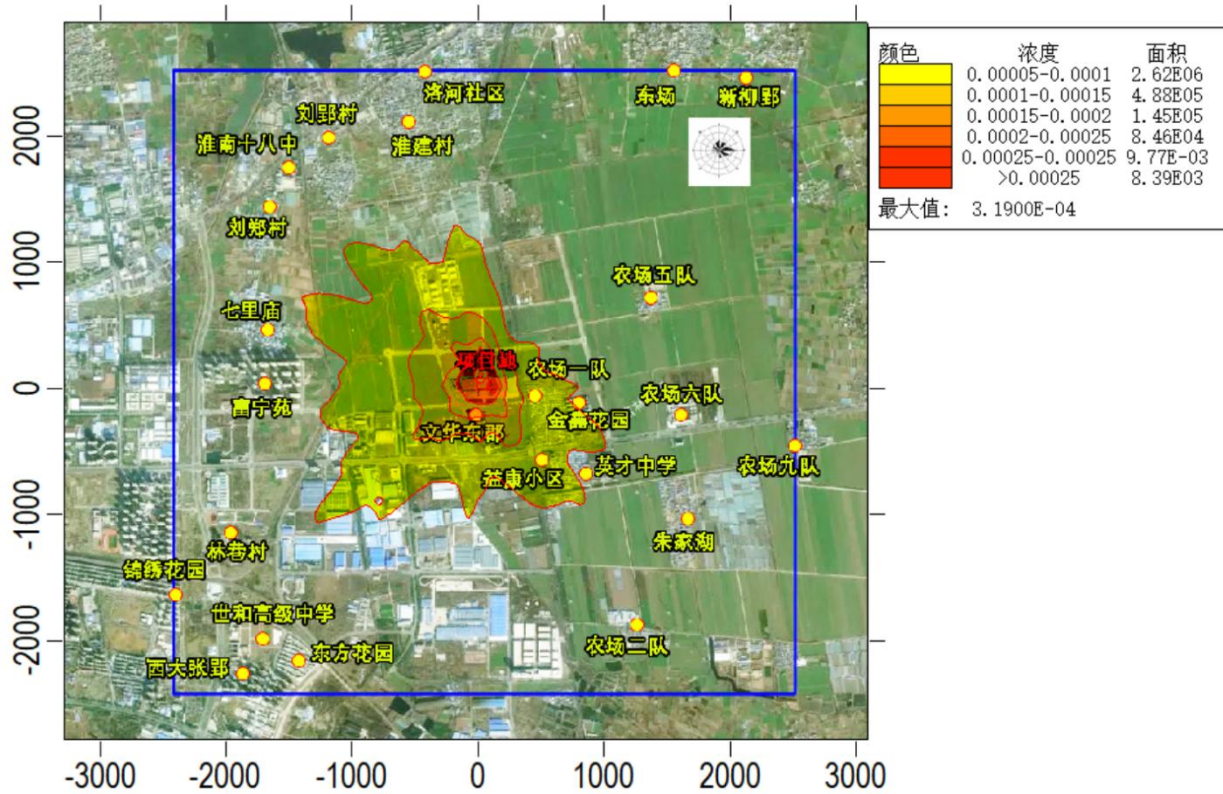 颜色 浓度 面积
0.00005-0.0001 2.62E06
0.0001-0.00015 4.88E05
0.00015-0.0002 1.45E05
0.0002-0.00025 8.46E04
0.00025-0.00025 9.77E-03
>0.00025 8.39E03
最大值: 3.1900E-04
洛河社区
东场
新柳郢
刘郢村
淮建村
淮南十八中
刘郑村
农场五队
七里庙
项目地
农场一队
富宁苑
农场六队
金鑫花园
文华东郡
益康小区
英才中学
农场九队
林巷村
朱家湖
锦绣花园
世和高级中学
农场二队
东方花园
西大张郢
2000
1000
0
-1000
-2000
-3000 -2000 -1000 0 1000 2000 3000